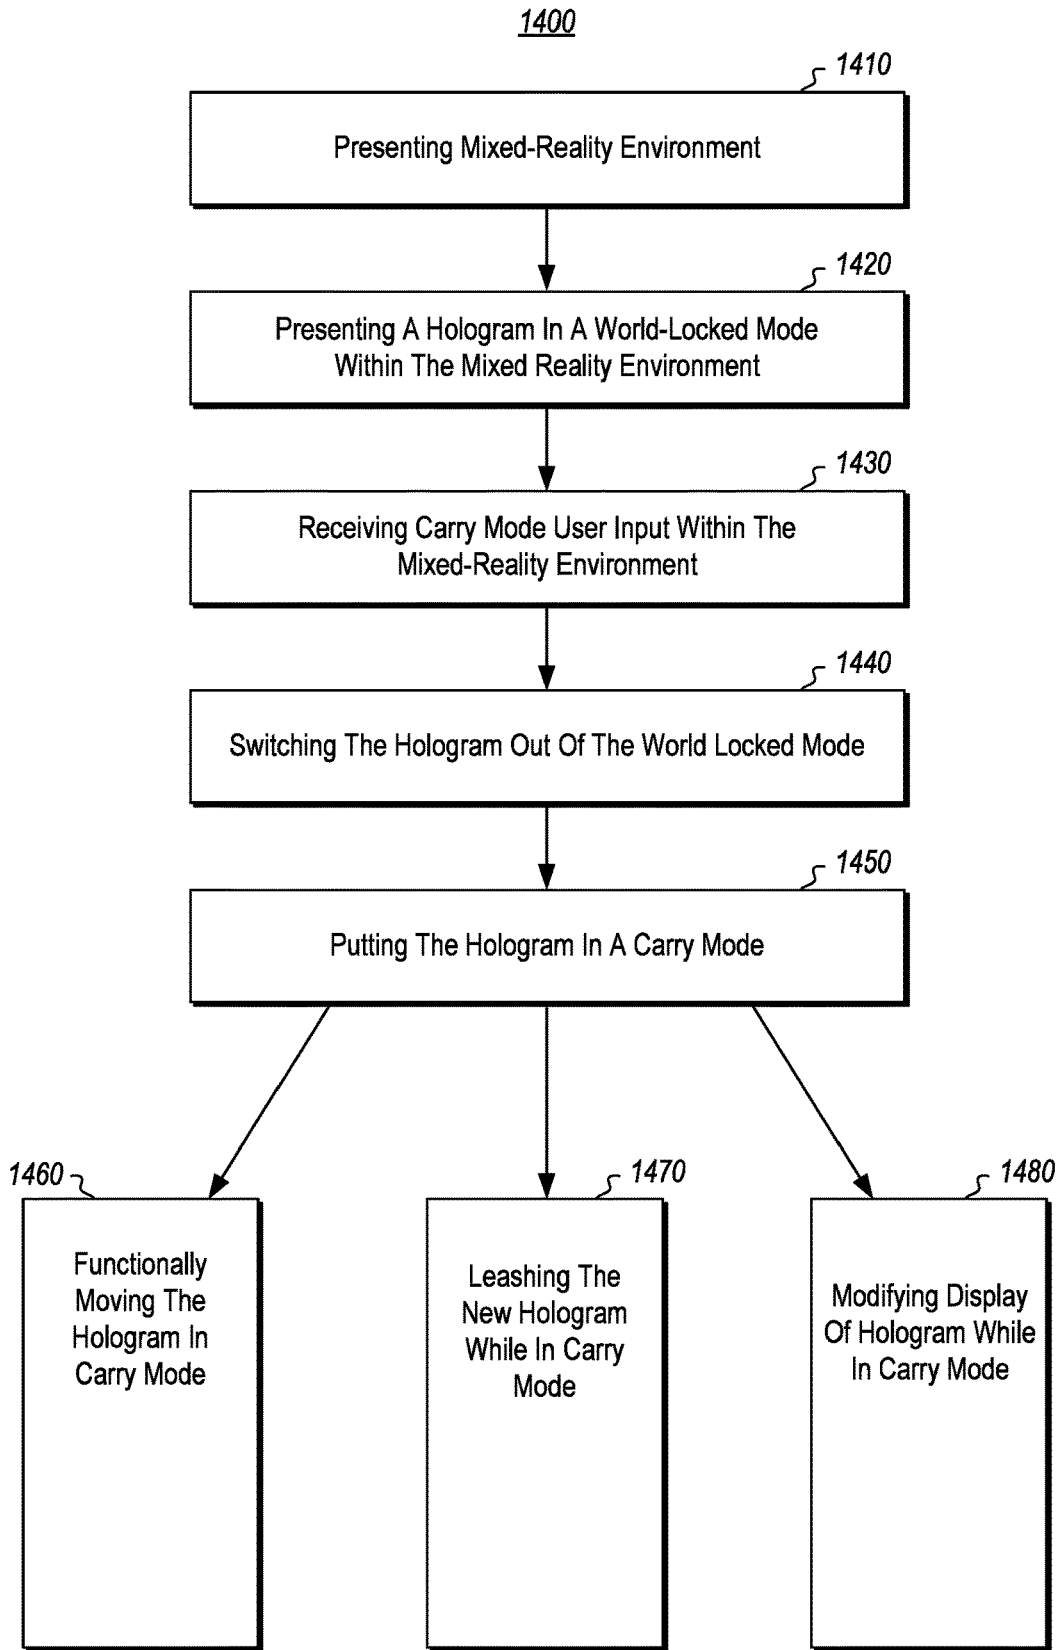 1400
1410
Presenting Mixed-Reality Environment
1420
Presenting A Hologram In A World-Locked Mode
Within The Mixed Reality Environment
1430
Receiving Carry Mode User Input Within The
Mixed-Reality Environment
1440
Switching The Hologram Out Of The World Locked Mode
1450
Putting The Hologram In A Carry Mode
1460
Functionally
Moving The
Hologram In
Carry Mode
1470
Leashing The
New Hologram
While In Carry
Mode
1480
Modifying Display
Of Hologram While
In Carry Mode